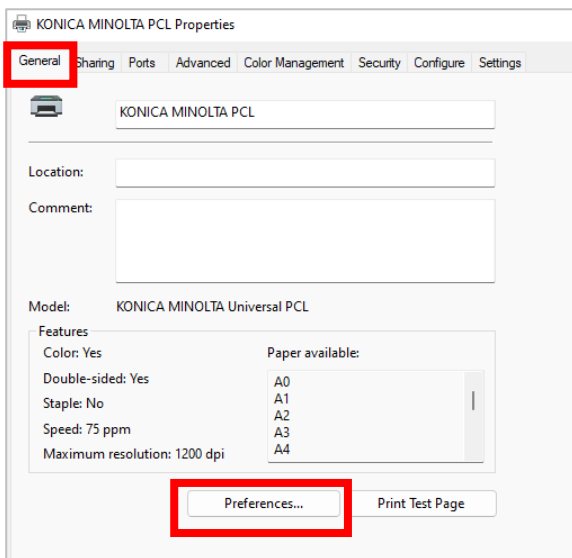 KONICA MINOLTA PCL Properties
General Sharing Ports Advanced Color Management Security Configure Settings
KONICA MINOLTA PCL
Location:
Comment:
Model: KONICA MINOLTA Universal PCL
Features
Color: Yes
Double-sided: Yes
Staple: No
Speed: 75 ppm
Maximum resolution: 1200 dpi
Paper available:
A0
A1
A2
A3
A4
Preferences... Print Test Page